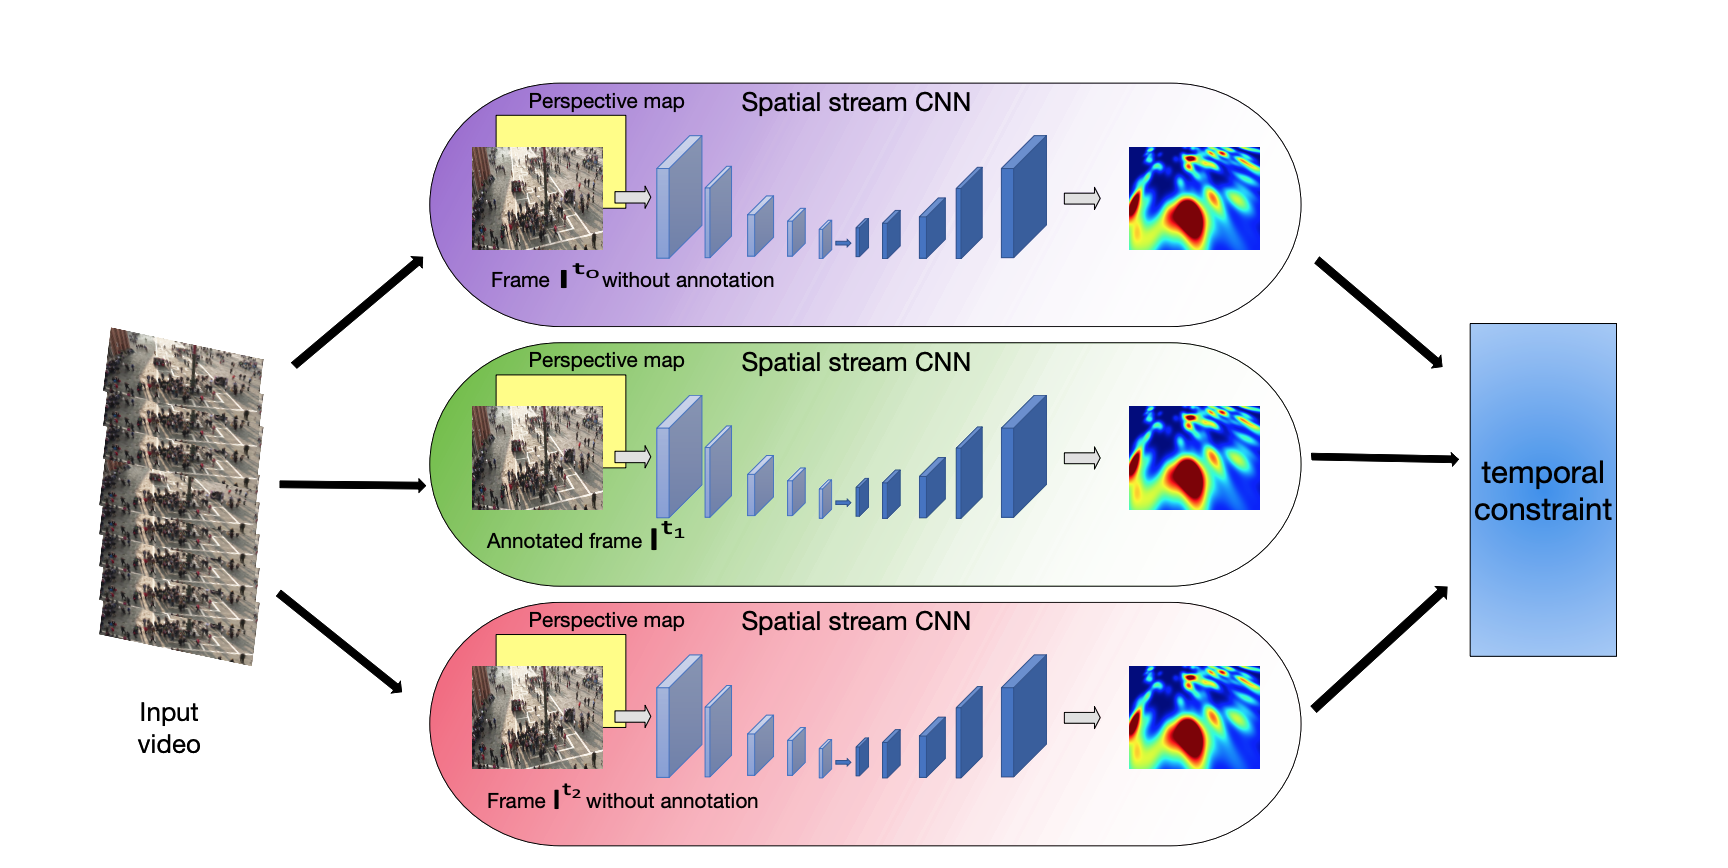 Perspective map
Spatial stream CNN
Frame I^t0 without annotation
Perspective map
Spatial stream CNN
Annotated frame I^t1
Perspective map
Spatial stream CNN
Frame I^t2 without annotation
Input
video
temporal
constraint